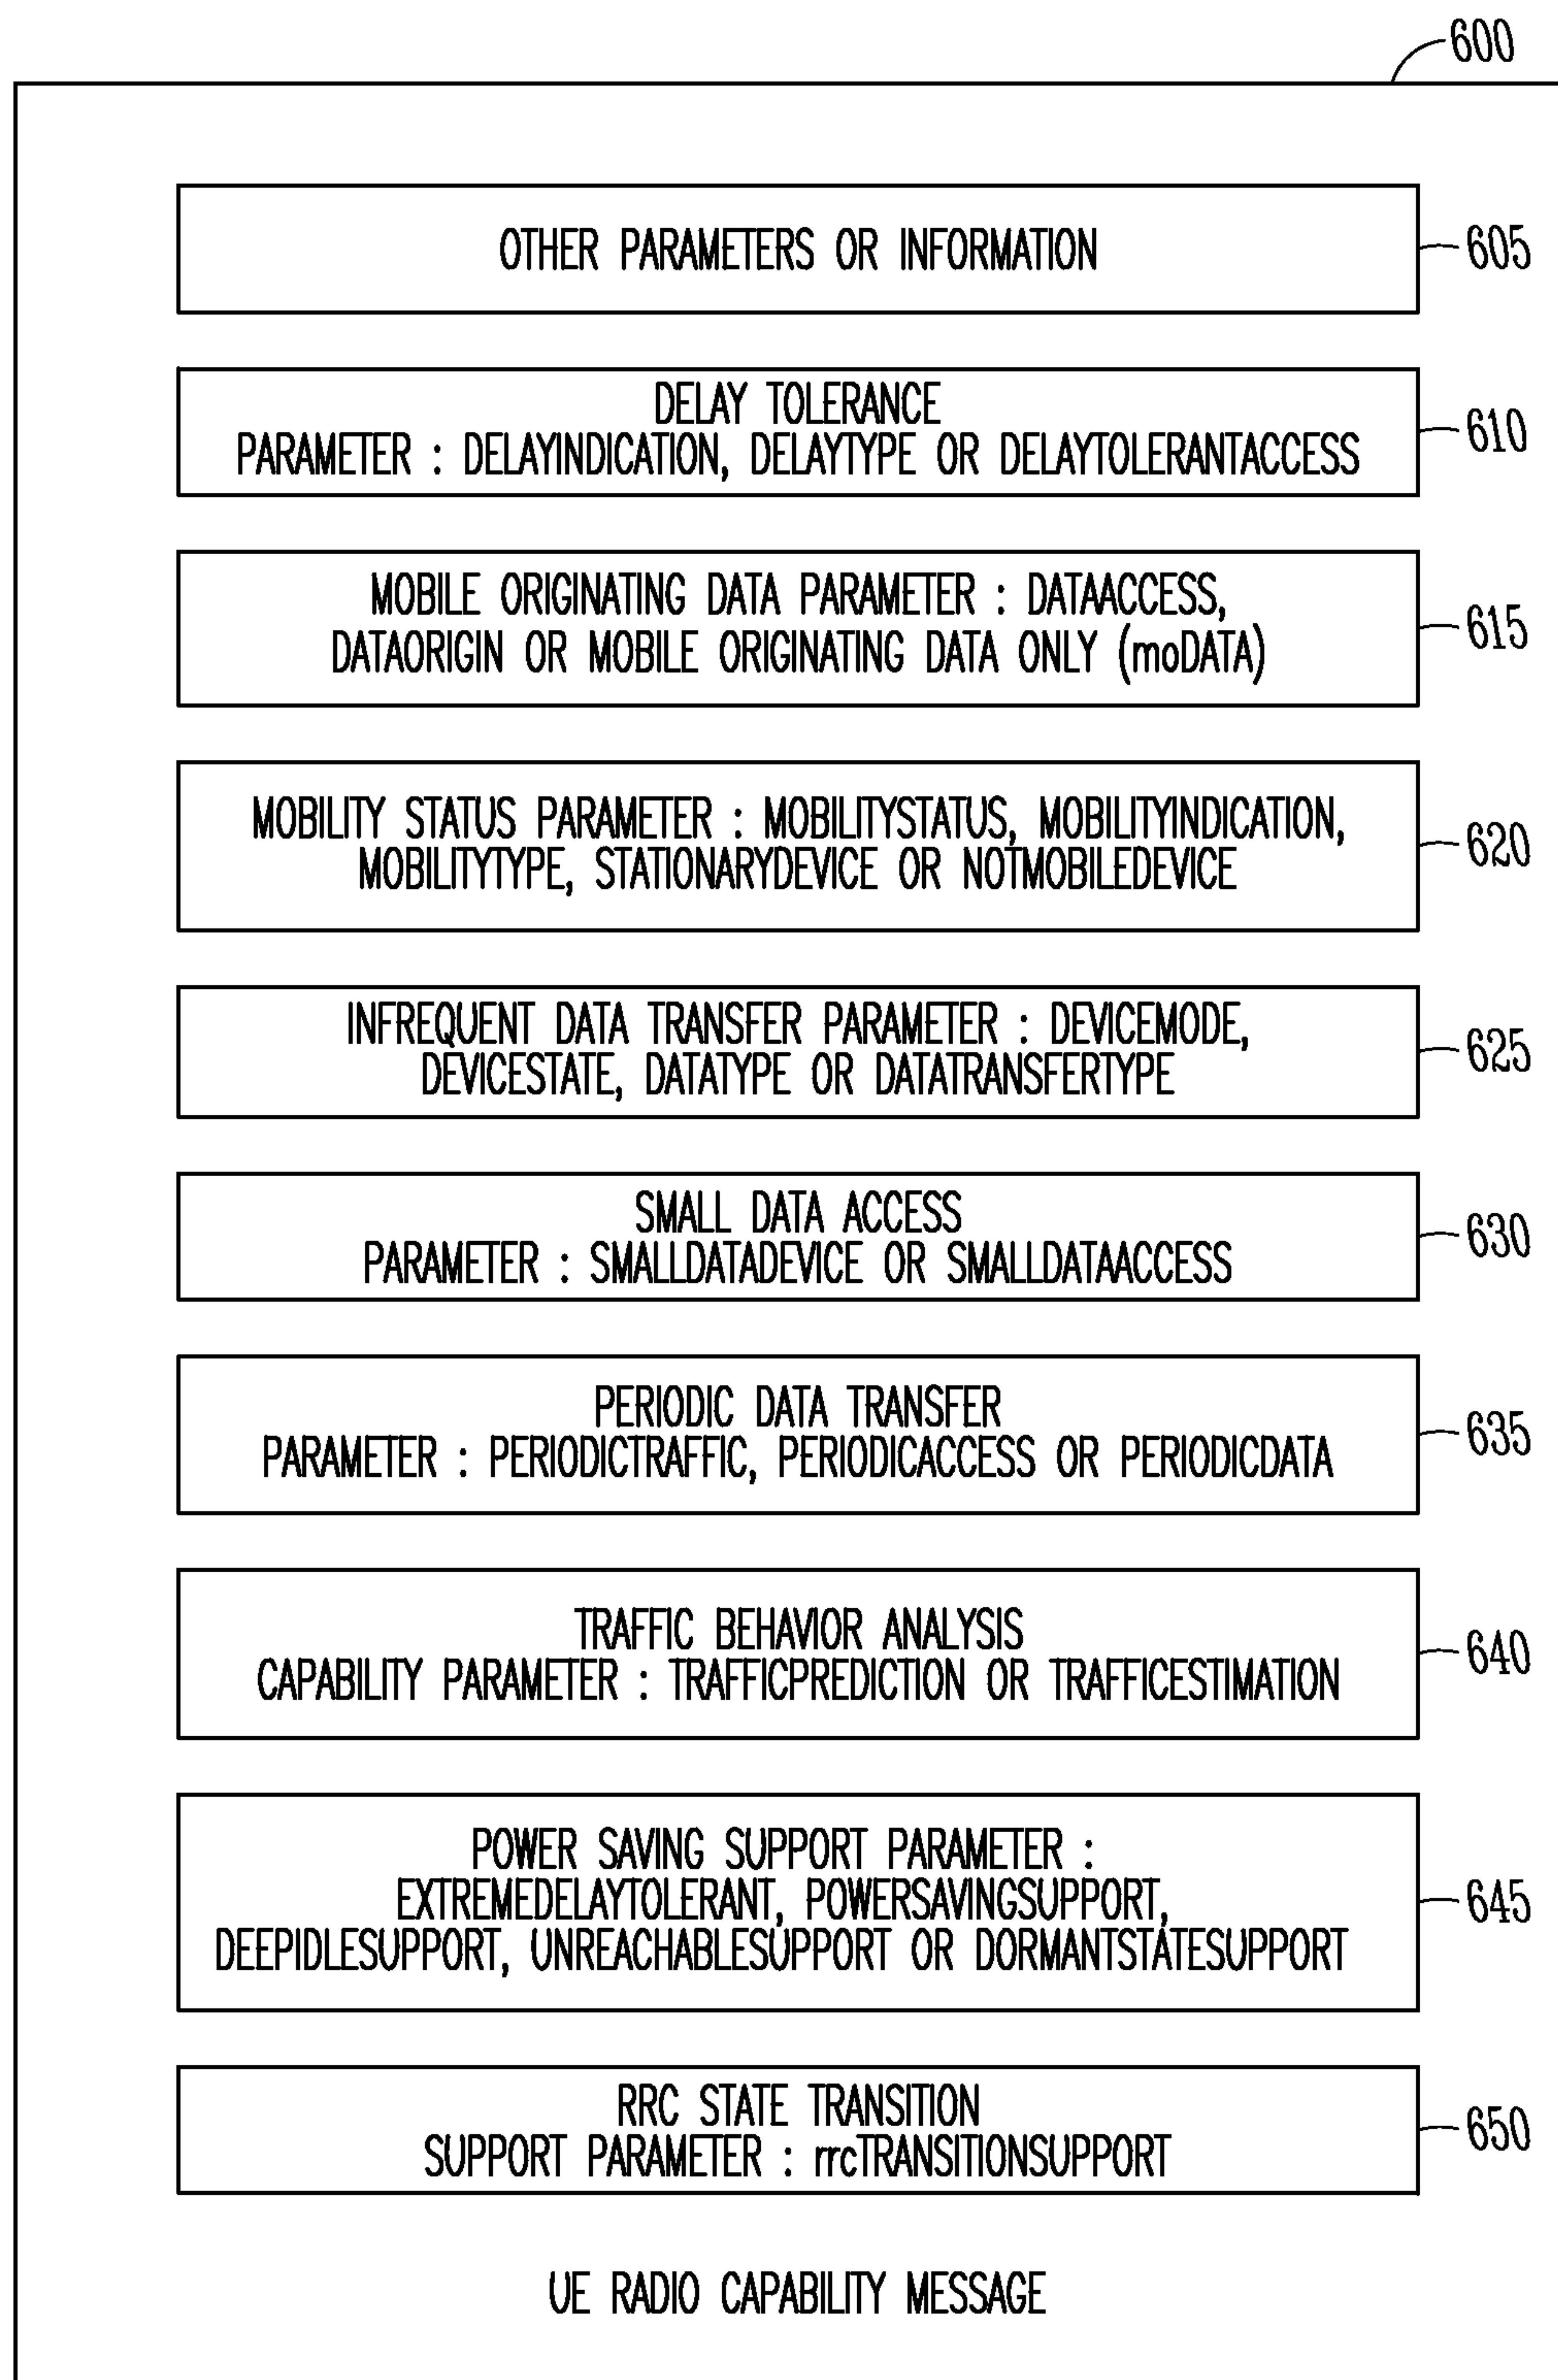 600
OTHER PARAMETERS OR INFORMATION
605
DELAY TOLERANCE
PARAMETER : DELAYINDICATION, DELAYTYPE OR DELAYTOLERANTACCESS
610
MOBILE ORIGINATING DATA PARAMETER : DATAACCESS,
DATAORIGIN OR MOBILE ORIGINATING DATA ONLY (moDATA)
615
MOBILITY STATUS PARAMETER : MOBILITYSTATUS, MOBILITYINDICATION,
MOBILITYTYPE, STATIONARYDEVICE OR NOTMOBILEDEVICE
620
INFREQUENT DATA TRANSFER PARAMETER : DEVICEMODE,
DEVICESTATE, DATATYPE OR DATATRANSFERTYPE
625
SMALL DATA ACCESS
PARAMETER : SMALLDATADEVICE OR SMALLDATAACCESS
630
PERIODIC DATA TRANSFER
PARAMETER : PERIODICTRAFFIC, PERIODICACCESS OR PERIODICDATA
635
TRAFFIC BEHAVIOR ANALYSIS
CAPABILITY PARAMETER : TRAFFICPREDICTION OR TRAFFICESTIMATION
640
POWER SAVING SUPPORT PARAMETER :
EXTREMEDELAYTOLERANT, POWERSAVINGSUPPORT,
DEEPIDLESUPPORT, UNREACHABLESUPPORT OR DORMANTSTATESUPPORT
645
RRC STATE TRANSITION
SUPPORT PARAMETER : rrcTRANSITIONSUPPORT
650
UE RADIO CAPABILITY MESSAGE